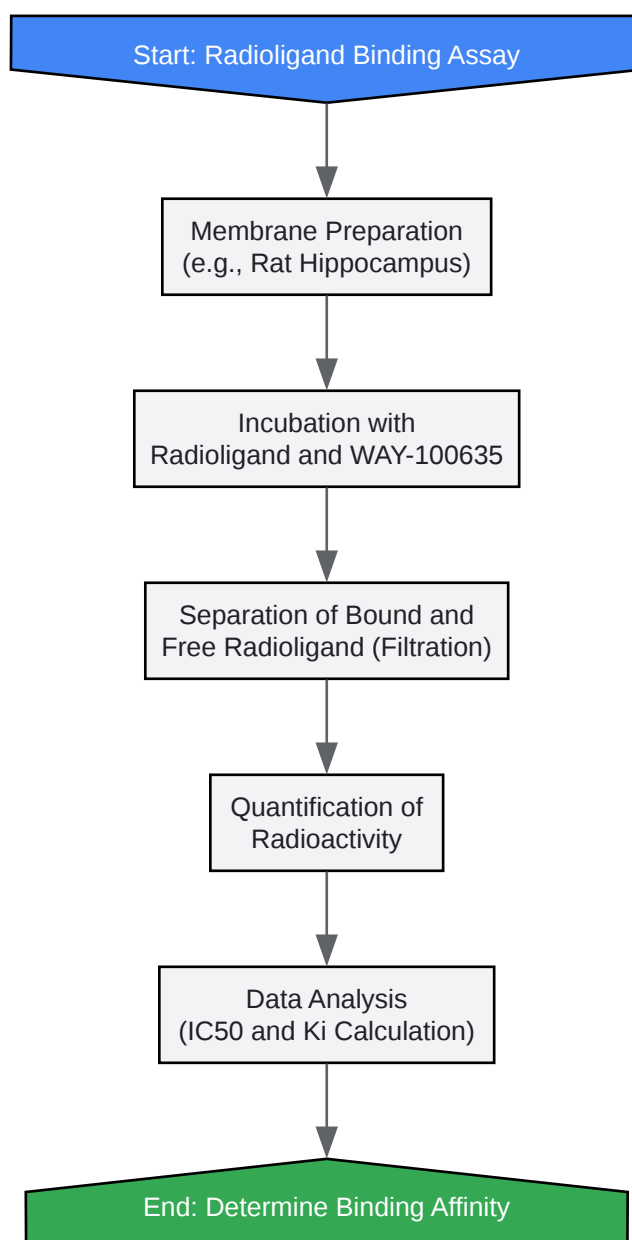 Start: Radioligand Binding Assay
Membrane Preparation
(e.g., Rat Hippocampus)
Incubation with
Radioligand and WAY-100635
Separation of Bound and
Free Radioligand (Filtration)
Quantification of
Radioactivity
Data Analysis
(IC50 and Ki Calculation)
End: Determine Binding Affinity